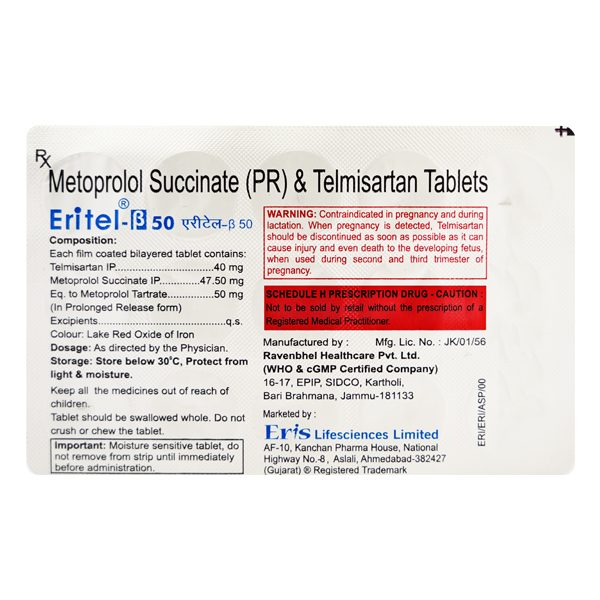 Rx
Metoprolol Succinate (PR) & Telmisartan Tablets
Eritel-β® 50 एरीटेल-β 50
Composition:
Each film coated bilayered tablet contains:
Telmisartan IP.............................40 mg
Metoprolol Succinate IP...........47.50 mg
Eq. to Metoprolol Tartrate..............50 mg
(In Prolonged Release form)
Excipients......................................q.s.
Colour: Lake Red Oxide of Iron
Dosage: As directed by the Physician.
Storage: Store below 30°C, Protect from
light & moisture.
Keep all the medicines out of reach of
children.
Tablet should be swallowed whole. Do not
crush or chew the tablet.
Important: Moisture sensitive tablet, do
not remove from strip until immediately
before administration.
WARNING: Contraindicated in pregnancy and during
lactation. When pregnancy is detected, Telmisartan
should be discontinued as soon as possible as it can
cause injury and even death to the developing fetus,
when used during second and third trimester of
pregnancy.
SCHEDULE H PRESCRIPTION DRUG - CAUTION :
Not to be sold by retail without the prescription of a
Registered Medical Practitioner.
Manufactured by : Mfg. Lic. No. : JK/01/56
Ravenbhel Healthcare Pvt. Ltd.
(WHO & cGMP Certified Company)
16-17, EPIP, SIDCO, Kartholi,
Bari Brahmana, Jammu-181133
Marketed by :
Eris Lifesciences Limited
AF-10, Kanchan Pharma House, National
Highway No.-8, Aslali, Ahmedabad-382427
(Gujarat) ® Registered Trademark
ERI/ERI/ASP/00